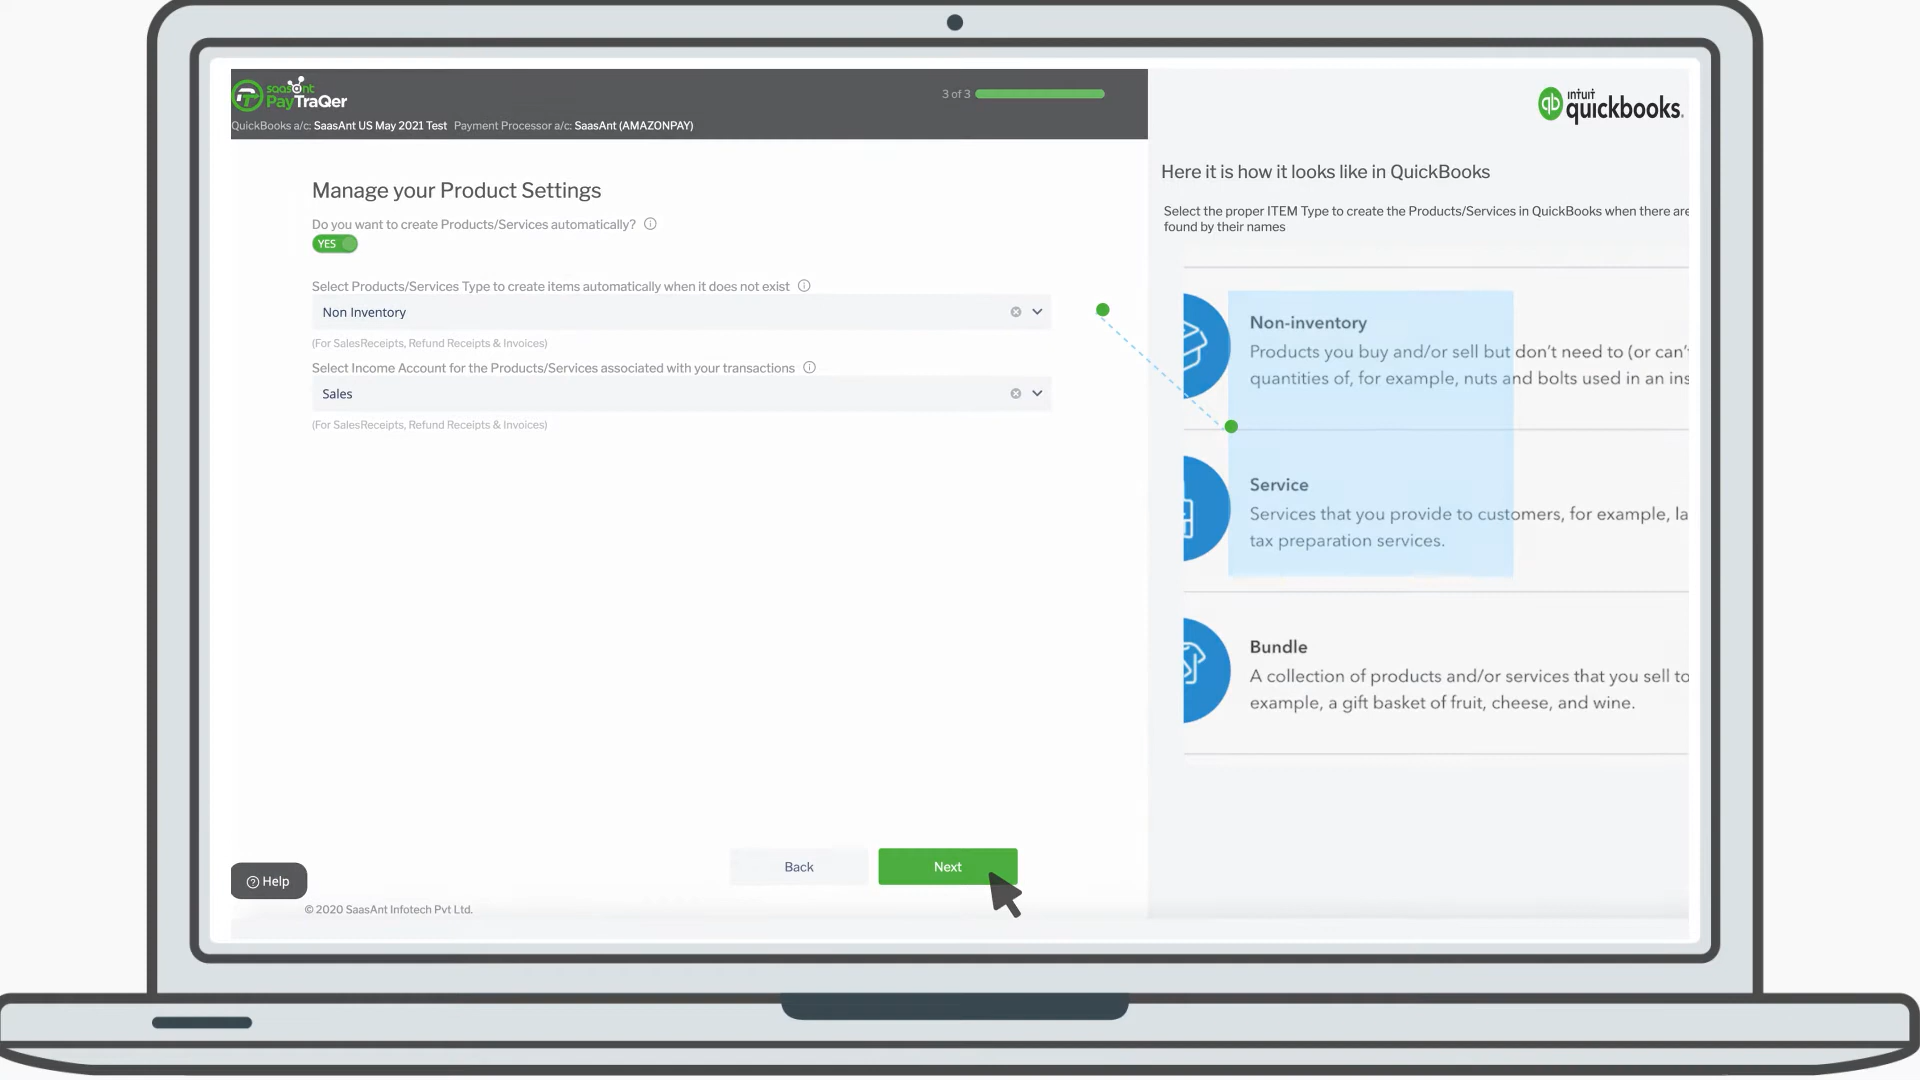 saasant
PayTraQer
3 of 3
QuickBooks a/c: SaasAnt US May 2021 Test Payment Processor a/c: SaasAnt (AMAZONPAY)
Manage your Product Settings
Do you want to create Products/Services automatically?
YES
Select Products/Services Type to create items automatically when it does not exist
Non Inventory
(For SalesReceipts, Refund Receipts & Invoices)
Select Income Account for the Products/Services associated with your transactions
Sales
(For SalesReceipts, Refund Receipts & Invoices)
Back
Next
Help
© 2020 SaasAnt Infotech Pvt Ltd.
intuit
qb quickbooks.
Here it is how it looks like in QuickBooks
Select the proper ITEM Type to create the Products/Services in QuickBooks when there are
found by their names
Non-inventory
Products you buy and/or sell but don't need to (or can't
quantities of, for example, nuts and bolts used in an ins
Service
Services that you provide to customers, for example, la
tax preparation services.
Bundle
A collection of products and/or services that you sell to
example, a gift basket of fruit, cheese, and wine.